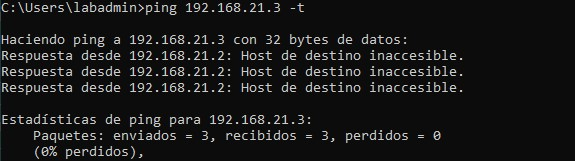 C:\Users\labadmin>ping 192.168.21.3 -t
Haciendo ping a 192.168.21.3 con 32 bytes de datos:
Respuesta desde 192.168.21.2: Host de destino inaccesible.
Respuesta desde 192.168.21.2: Host de destino inaccesible.
Respuesta desde 192.168.21.2: Host de destino inaccesible.
Estadísticas de ping para 192.168.21.3:
    Paquetes: enviados = 3, recibidos = 3, perdidos = 0
    (0% perdidos),